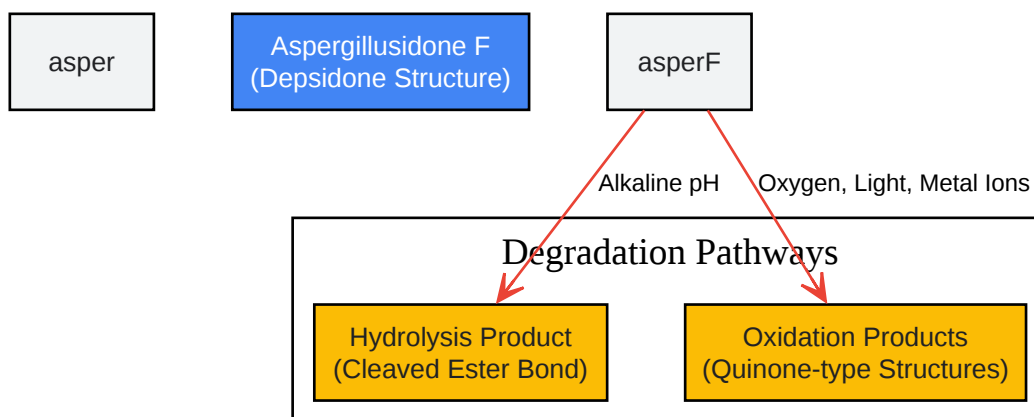 asper
Aspergillusidone F
(Depsidone Structure)
asperF
Alkaline pH
Oxygen, Light, Metal Ions
Degradation Pathways
Hydrolysis Product
(Cleaved Ester Bond)
Oxidation Products
(Quinone-type Structures)